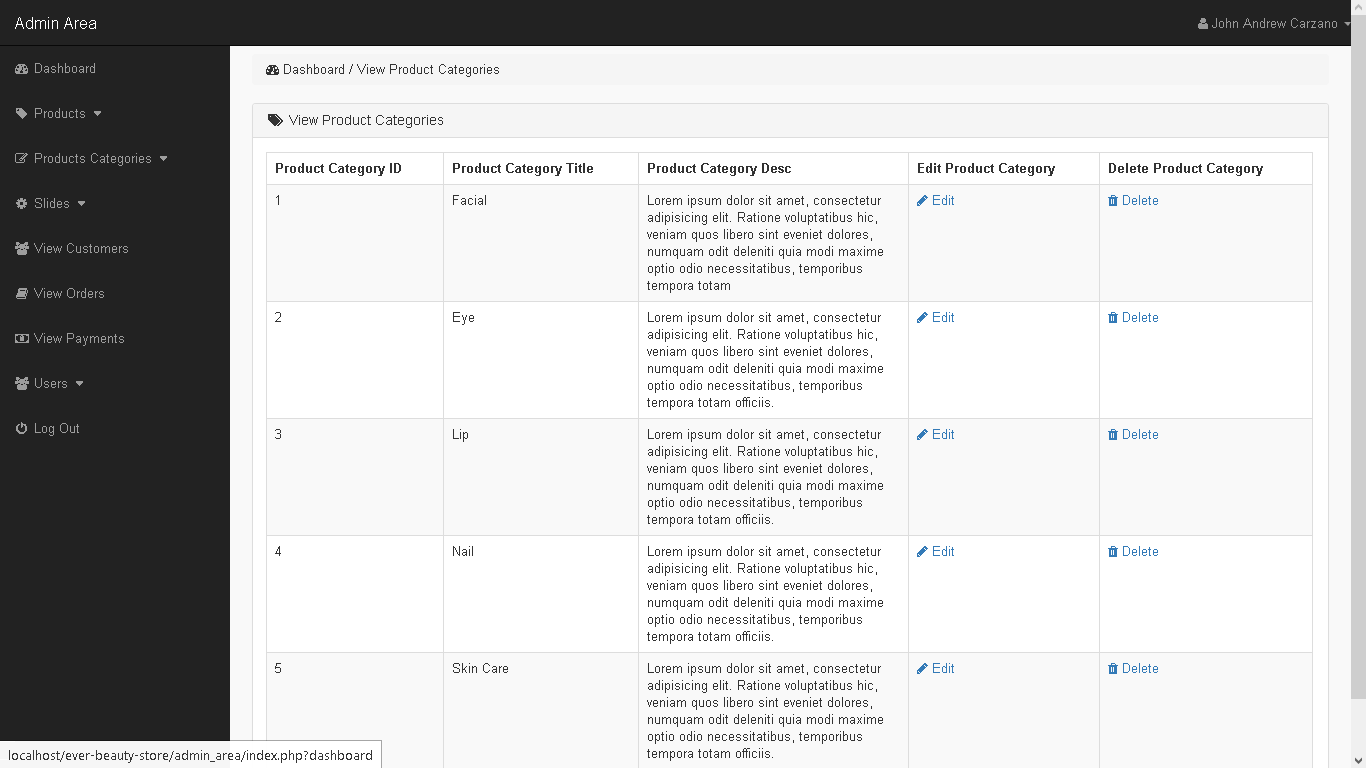 Admin Area
John Andrew Carzano
Dashboard
Products
Products Categories
Slides
View Customers
View Orders
View Payments
Users
Log Out
Dashboard / View Product Categories
View Product Categories
Product Category ID Product Category Title Product Category Desc Edit Product Category Delete Product Category
1 Facial Lorem ipsum dolor sit amet, consectetur Edit Delete
adipisicing elit. Ratione voluptatibus hic,
veniam quos libero sint eveniet dolores,
numquam odit deleniti quia modi maxime
optio odio necessitatibus, temporibus
tempora totam
2 Eye Lorem ipsum dolor sit amet, consectetur Edit Delete
adipisicing elit. Ratione voluptatibus hic,
veniam quos libero sint eveniet dolores,
numquam odit deleniti quia modi maxime
optio odio necessitatibus, temporibus
tempora totam officiis.
3 Lip Lorem ipsum dolor sit amet, consectetur Edit Delete
adipisicing elit. Ratione voluptatibus hic,
veniam quos libero sint eveniet dolores,
numquam odit deleniti quia modi maxime
optio odio necessitatibus, temporibus
tempora totam officiis.
4 Nail Lorem ipsum dolor sit amet, consectetur Edit Delete
adipisicing elit. Ratione voluptatibus hic,
veniam quos libero sint eveniet dolores,
numquam odit deleniti quia modi maxime
optio odio necessitatibus, temporibus
tempora totam officiis.
5 Skin Care Lorem ipsum dolor sit amet, consectetur Edit Delete
adipisicing elit. Ratione voluptatibus hic,
veniam quos libero sint eveniet dolores,
numquam odit deleniti quia modi maxime
optio odio necessitatibus, temporibus
tempora totam officiis.
localhost/ever-beauty-store/admin_area/index.php?dashboard